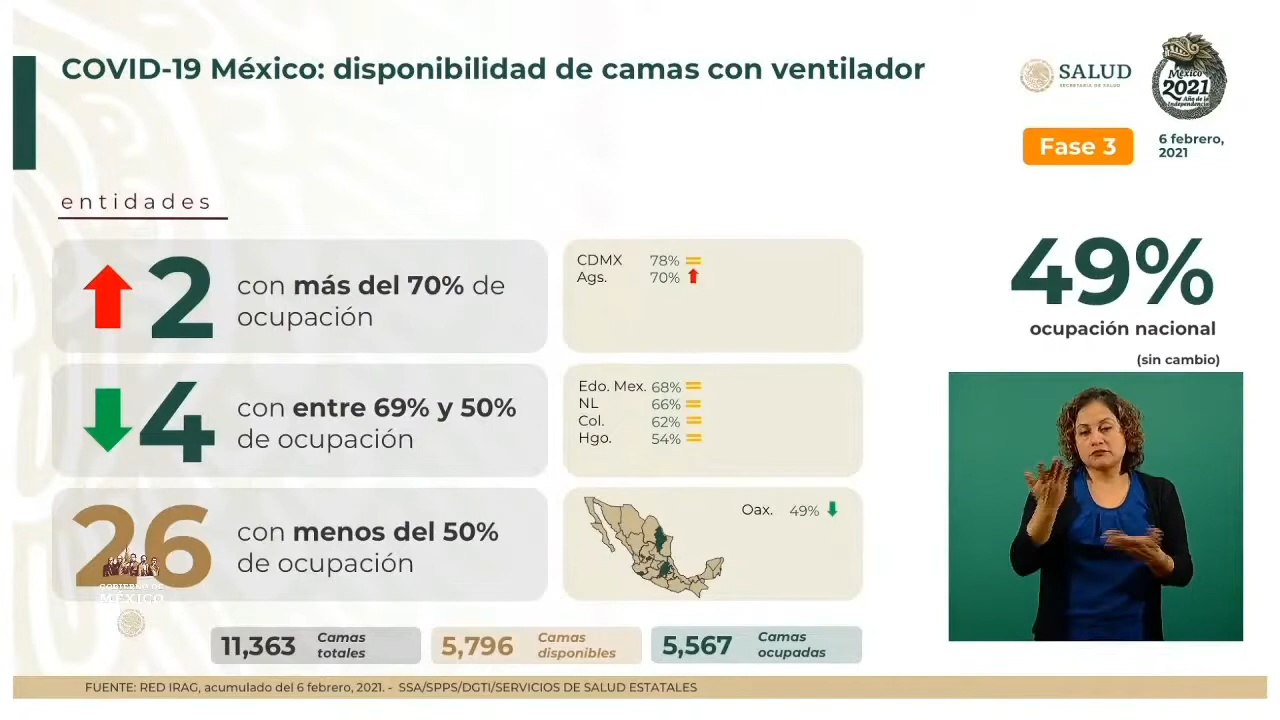 COVID-19 México: disponibilidad de camas con ventilador
SALUD
SECRETARÍA DE SALUD
México
2021
Año de la
Independencia
Fase 3
6 febrero,
2021
entidades
2
con más del 70% de
ocupación
CDMX 78% =
Ags. 70%
4
con entre 69% y 50%
de ocupación
Edo. Mex. 68% =
NL 66% =
Col. 62% =
Hgo. 54% =
26
con menos del 50%
de ocupación
Oax. 49%
49%
ocupación nacional
(sin cambio)
GOBIERNO DE
MÉXICO
11,363 Camas
totales
5,796 Camas
disponibles
5,567 Camas
ocupadas
FUENTE: RED IRAG, acumulado del 6 febrero, 2021. - SSA/SPPS/DGTI/SERVICIOS DE SALUD ESTATALES